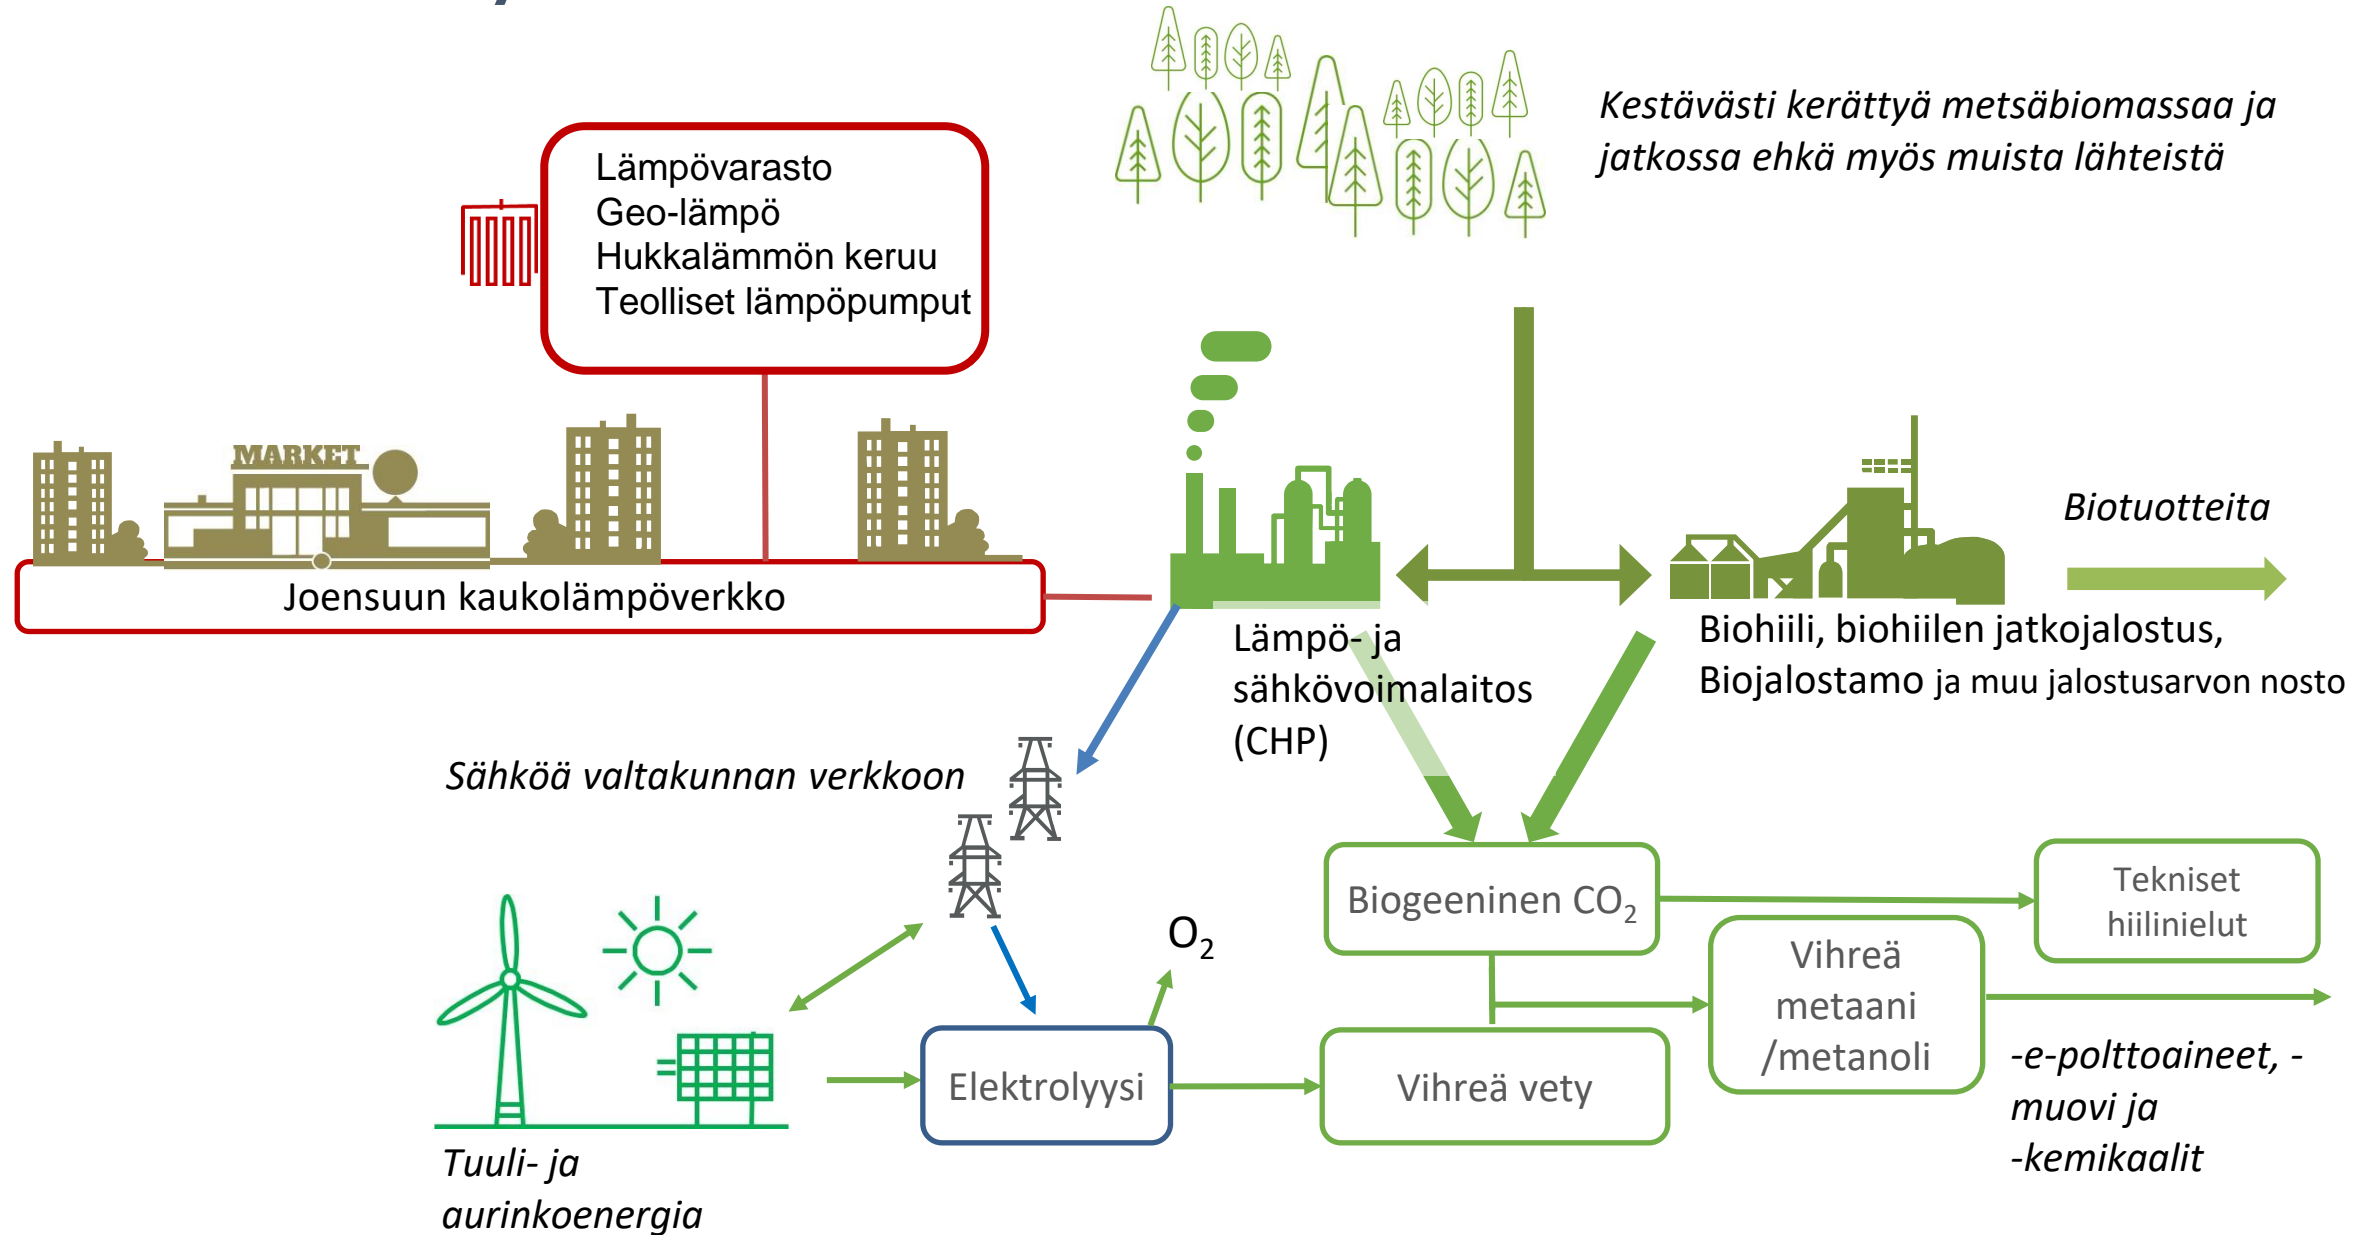 Kestävästi kerättyä metsäbiomassaa ja
jatkossa ehkä myös muista lähteistä
Lämpövarasto
Geo-lämpö
Hukkalämmön keruu
Teolliset lämpöpumput
MARKET
Joensuun kaukolämpöverkko
Lämpö- ja
sähkövoimalaitos
(CHP)
Biotuotteita
Biohiili, biohiilen jatkojalostus,
Biojalostamo ja muu jalostusarvon nosto
Sähköä valtakunnan verkkoon
Biogeeninen CO₂
Tekniset
hiilinielut
O₂
Vihreä
metaani
/metanoli
Elektrolyysi
Vihreä vety
-e-polttoaineet, -
muovi ja
-kemikaalit
Tuuli- ja
aurinkoenergia